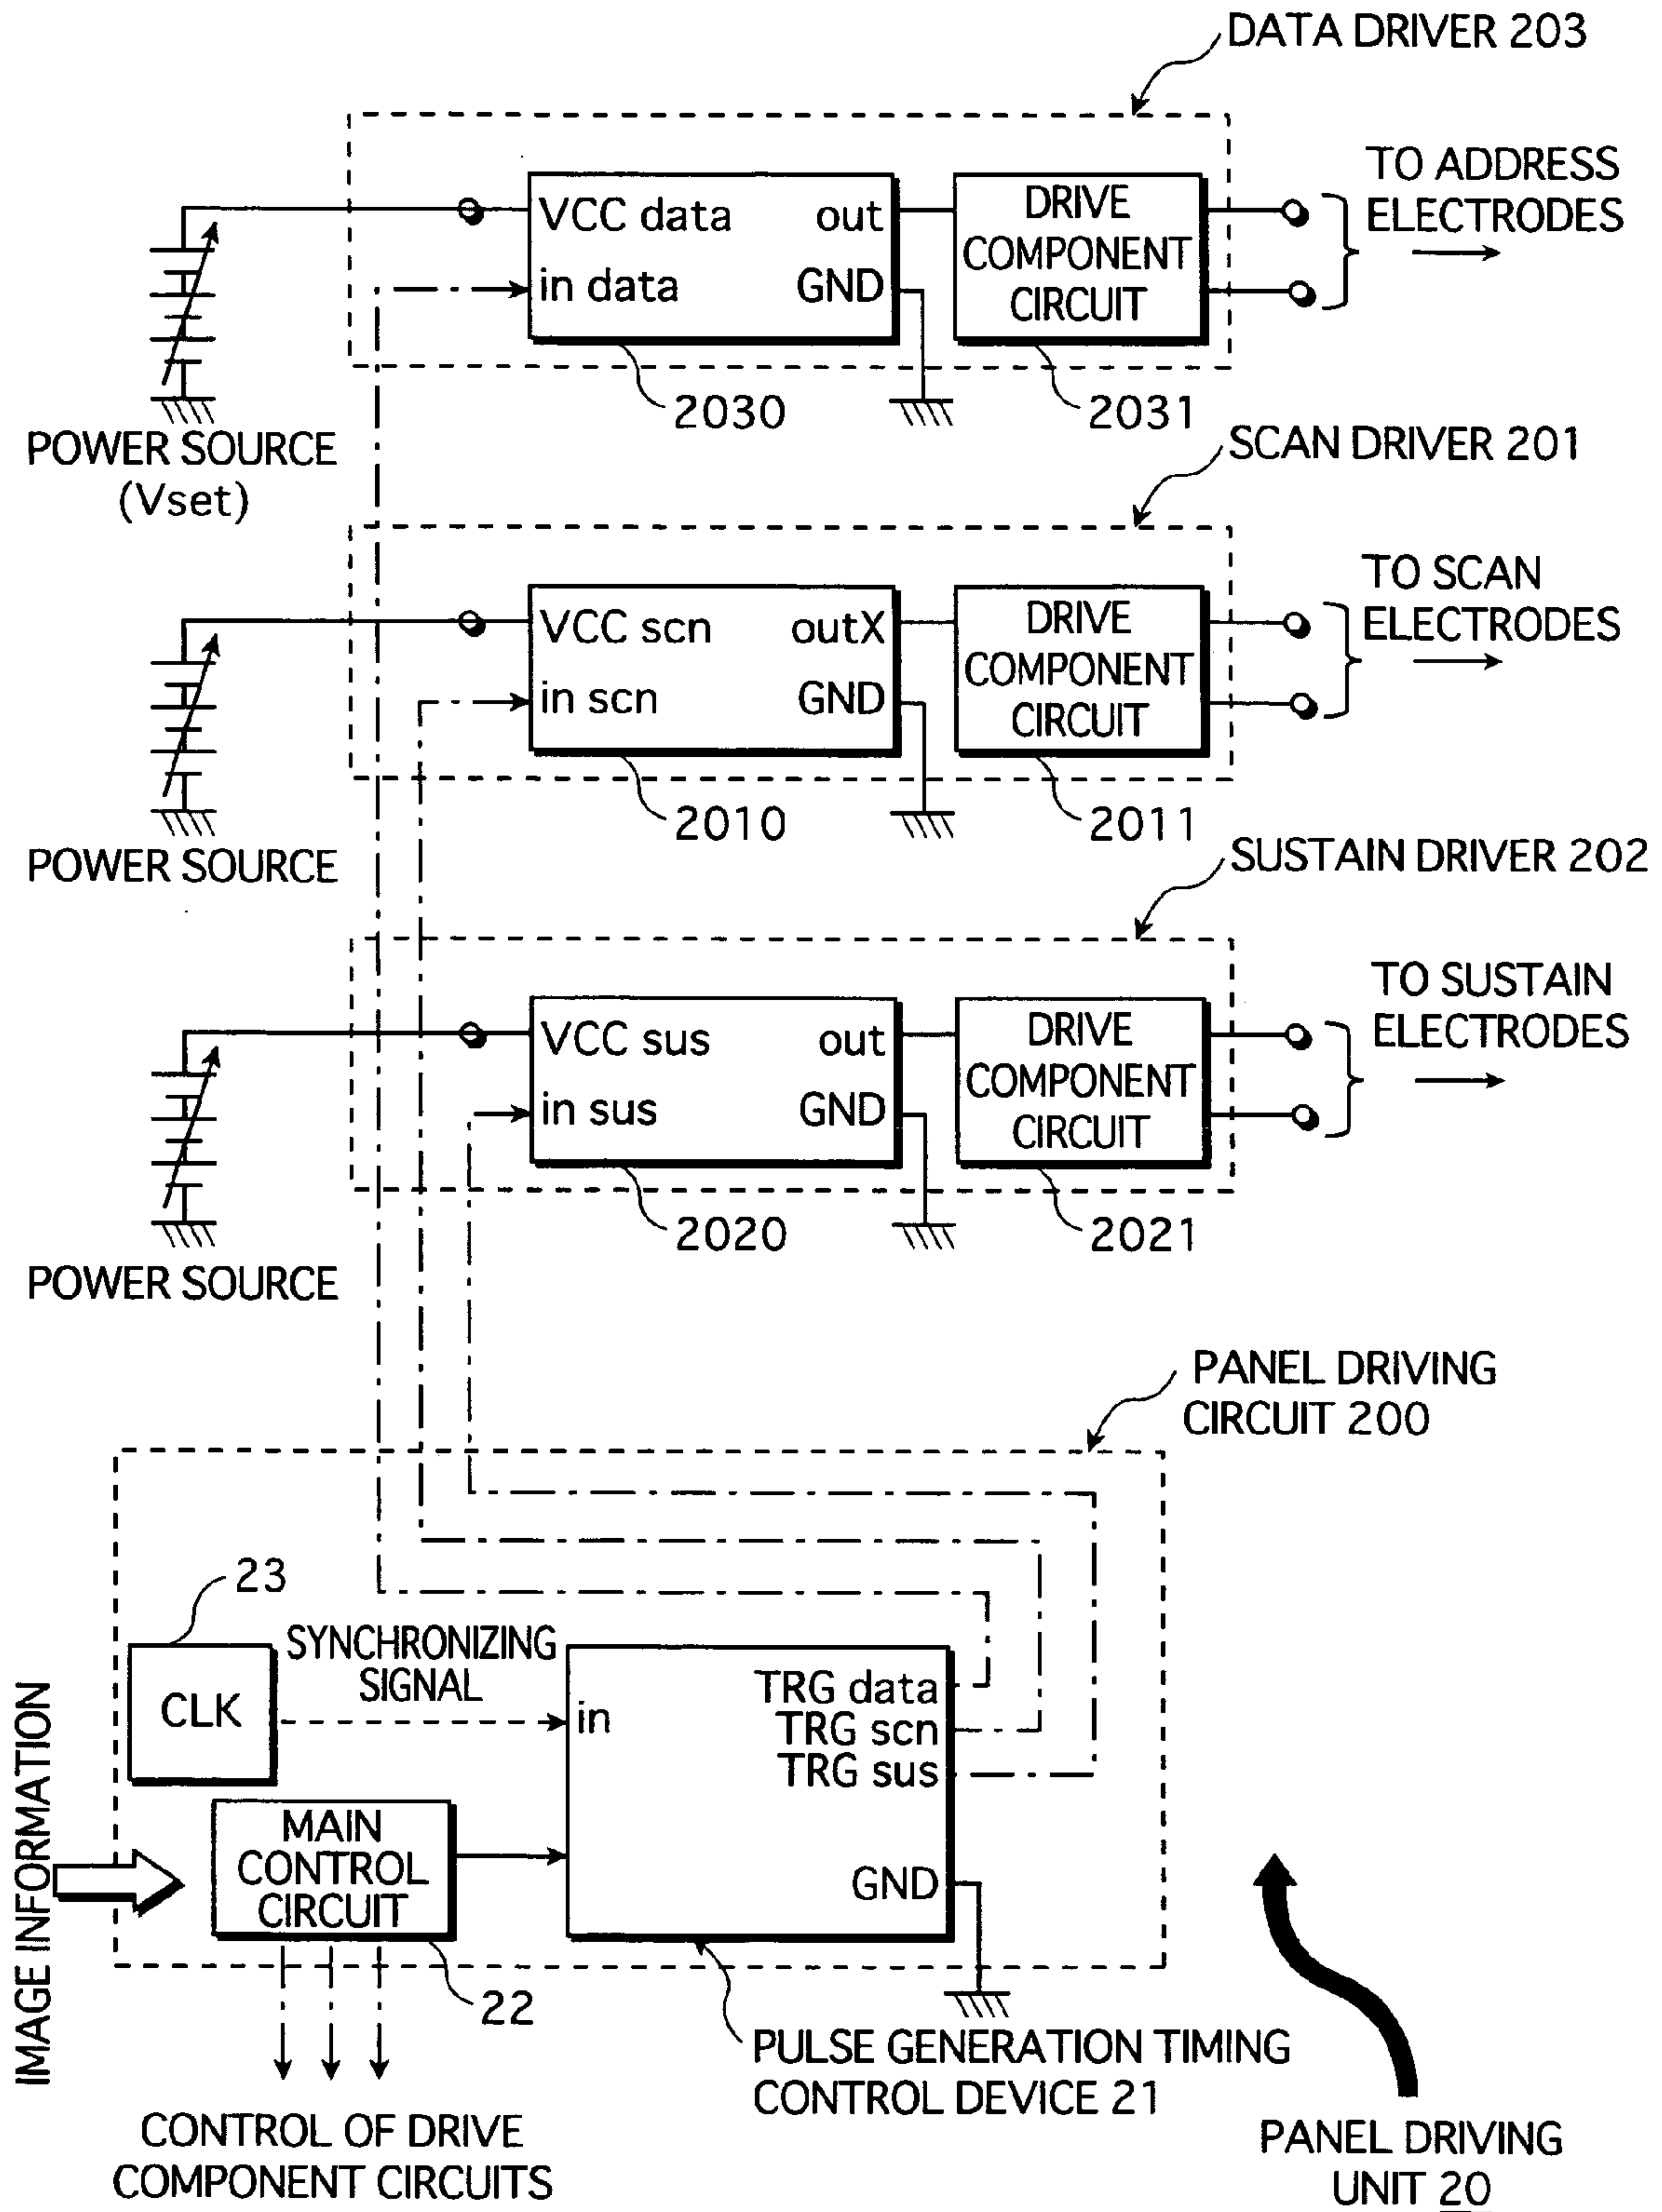 DATA DRIVER 203
TO ADDRESS
ELECTRODES
VCC data
out
in data
GND
DRIVE
COMPONENT
CIRCUIT
2030
2031
POWER SOURCE
(Vset)
SCAN DRIVER 201
TO SCAN
ELECTRODES
VCC scn
outX
in scn
GND
DRIVE
COMPONENT
CIRCUIT
2010
2011
POWER SOURCE
SUSTAIN DRIVER 202
TO SUSTAIN
ELECTRODES
VCC sus
out
in sus
GND
DRIVE
COMPONENT
CIRCUIT
2020
2021
POWER SOURCE
PANEL DRIVING
CIRCUIT 200
23
CLK
SYNCHRONIZING
SIGNAL
in
TRG data
TRG scn
TRG sus
GND
IMAGE INFORMATION
MAIN
CONTROL
CIRCUIT
22
PULSE GENERATION TIMING
CONTROL DEVICE 21
CONTROL OF DRIVE
COMPONENT CIRCUITS
PANEL DRIVING
UNIT 20